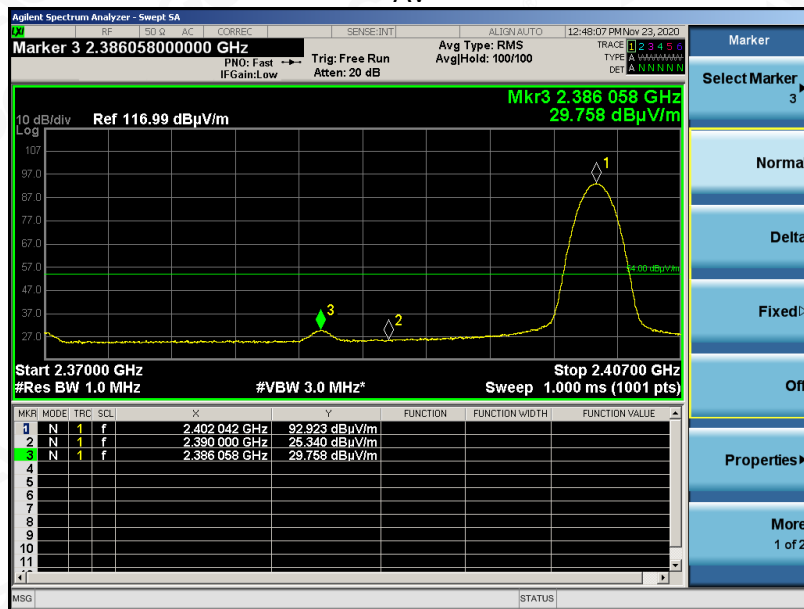 Agilent Spectrum Analyzer - Swept SA
RF 50 Ω AC CORREC SENSE:INT ALIGN AUTO 12:48:07 PM Nov 23, 2020
Marker 3 2.386058000000 GHz
PNO: Fast
IFGain:Low
Trig: Free Run
Atten: 20 dB
Avg Type: RMS
Avg|Hold: 100/100
TRACE 1 2 3 4 5 6
TYPE A WWWWW
DET A N N N N N
Mkr3 2.386 058 GHz
29.758 dBµV/m
10 dB/div Ref 116.99 dBµV/m
Log
107
97.0
87.0
77.0
67.0
57.0
47.0
37.0
27.0
1
2
3
54.00 dBµV/m
Start 2.37000 GHz Stop 2.40700 GHz
#Res BW 1.0 MHz #VBW 3.0 MHz* Sweep 1.000 ms (1001 pts)
MKR MODE TRC SCL X Y FUNCTION FUNCTION WIDTH FUNCTION VALUE
1 N 1 f 2.402 042 GHz 92.923 dBµV/m
2 N 1 f 2.390 000 GHz 25.340 dBµV/m
3 N 1 f 2.386 058 GHz 29.758 dBµV/m
4
5
6
7
8
9
10
11
MSG STATUS
Marker
Select Marker
3
Norma
Delta
Fixed
Off
Properties
More
1 of 2